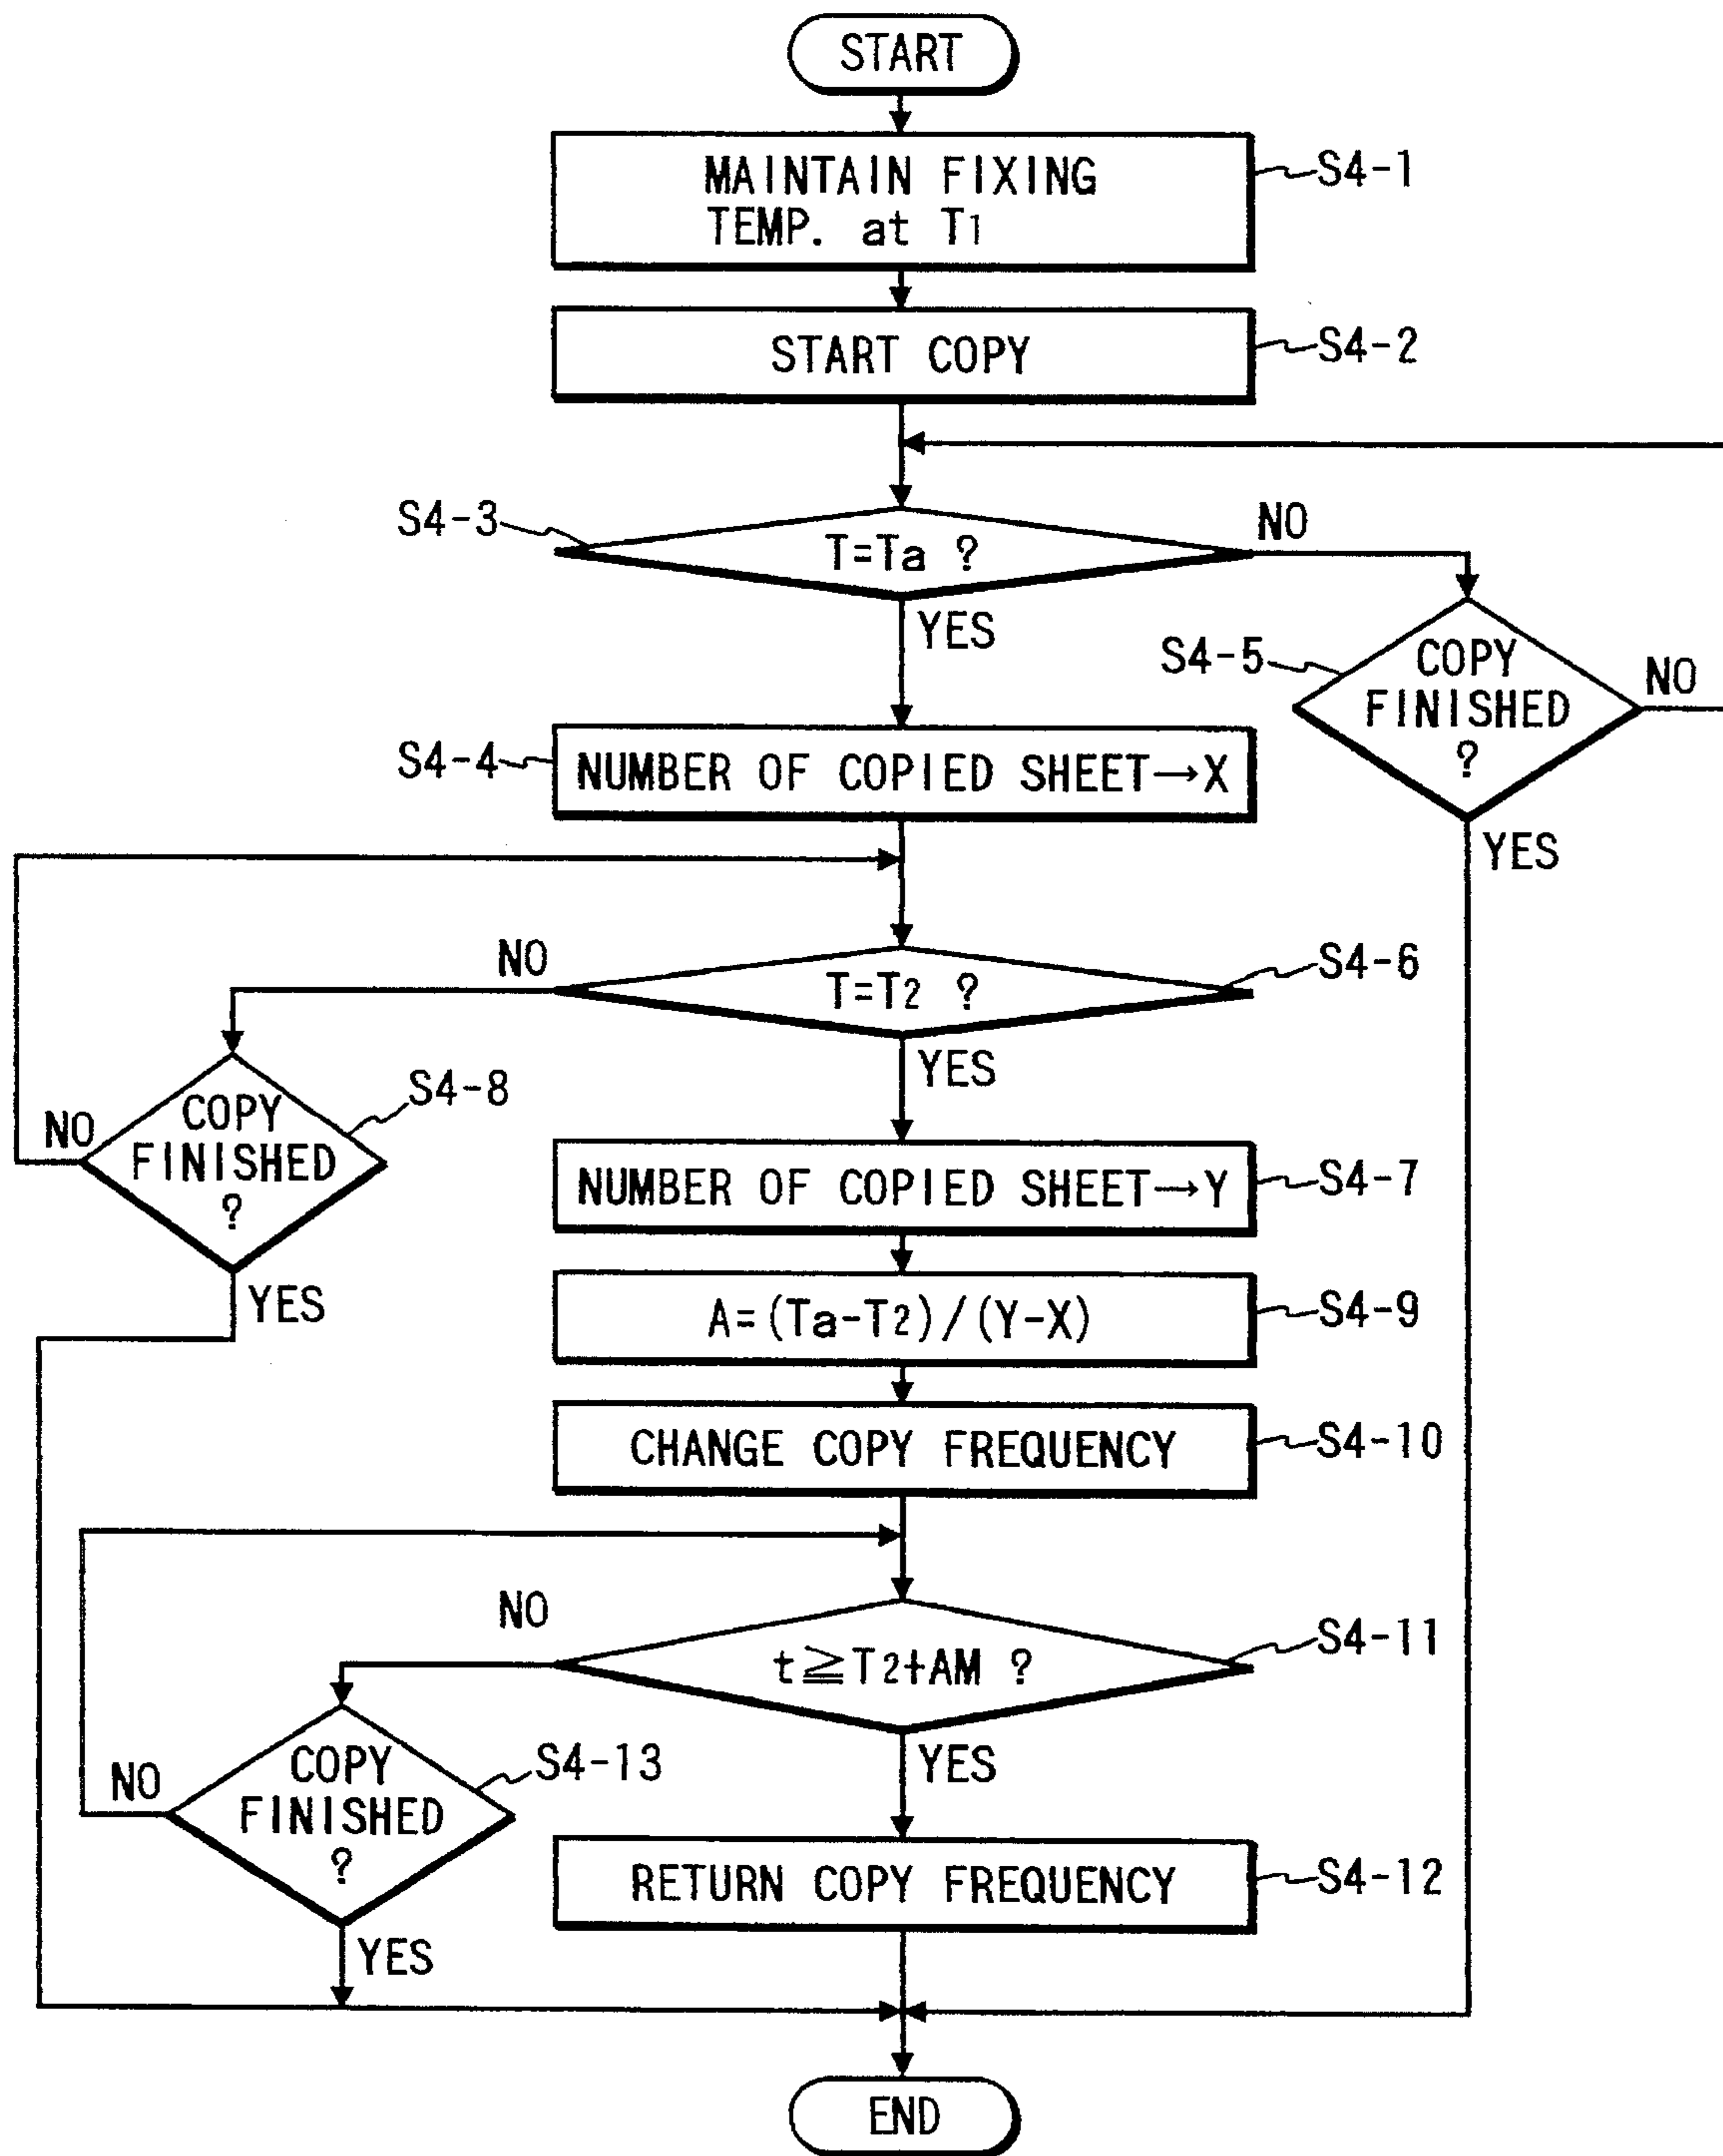 START
MAINTAIN FIXING
TEMP. at T1
S4-1
START COPY
S4-2
S4-3
T=Ta ?
NO
YES
S4-5
COPY
FINISHED
?
NO
YES
S4-4
NUMBER OF COPIED SHEET→X
NO
T=T2 ?
S4-6
YES
S4-8
COPY
FINISHED
?
NO
YES
NUMBER OF COPIED SHEET→Y
S4-7
A=(Ta-T2)/(Y-X)
S4-9
CHANGE COPY FREQUENCY
S4-10
NO
t≧T2+AM ?
S4-11
YES
COPY
FINISHED
?
S4-13
NO
YES
RETURN COPY FREQUENCY
S4-12
END